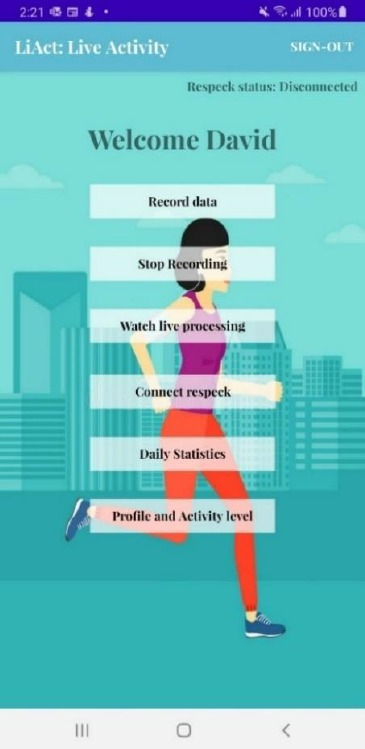 2:21 100%
LiAct: Live Activity SIGN-OUT
Respeck status: Disconnected
Welcome David
Record data
Stop Recording
Watch live processing
Connect respeck
Daily Statistics
Profile and Activity level